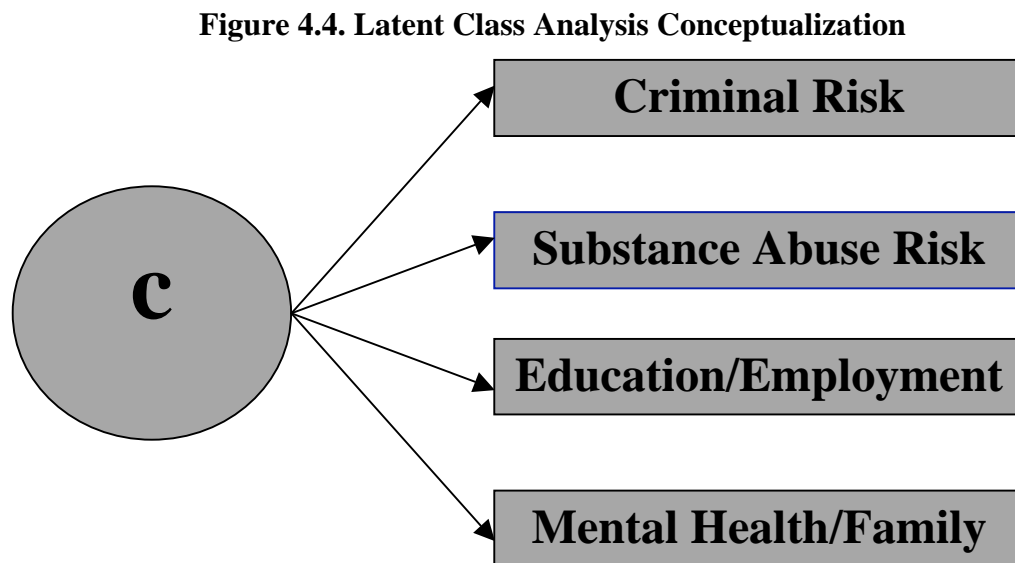 Figure 4.4. Latent Class Analysis Conceptualization
Criminal Risk
c
Substance Abuse Risk
Education/Employment
Mental Health/Family